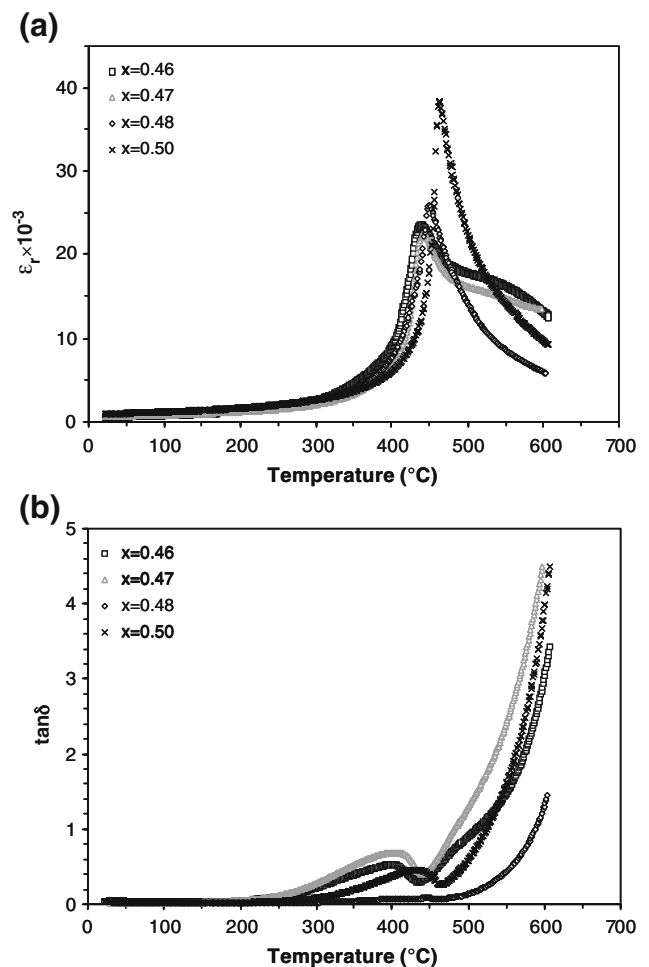 (a)
x=0.46
x=0.47
x=0.48
x=0.50
40
30
20
10
0
εr×10⁻³
0 100 200 300 400 500 600 700
Temperature (°C)
(b)
x=0.46
x=0.47
x=0.48
x=0.50
5
4
3
2
1
0
tanδ
0 100 200 300 400 500 600 700
Temperature (°C)